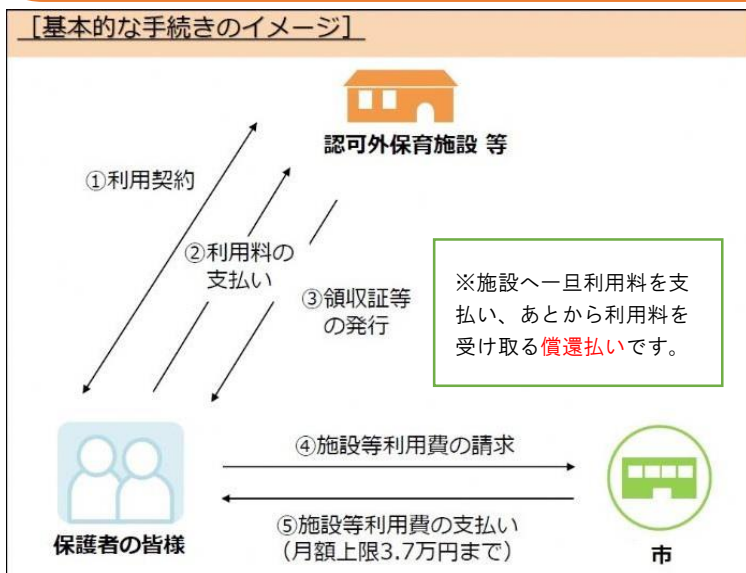 [基本的な手続きのイメージ]
認可外保育施設 等
①利用契約
②利用料の
支払い
③領収証等
の発行
※施設へ一旦利用料を支
払い、あとから利用料を
受け取る償還払いです。
④施設等利用費の請求
⑤施設等利用費の支払い
(月額上限3.7万円まで)
保護者の皆様
市